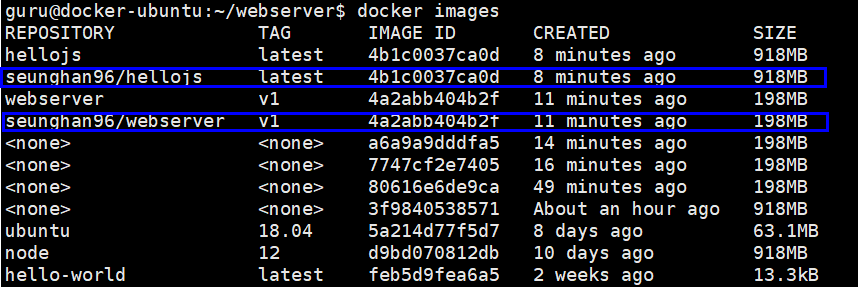 guru@docker-ubuntu:~/webserver$ docker images
REPOSITORY TAG IMAGE ID CREATED SIZE
hellojs latest 4b1c0037ca0d 8 minutes ago 918MB
seunghan96/hellojs latest 4b1c0037ca0d 8 minutes ago 918MB
webserver v1 4a2abb404b2f 11 minutes ago 198MB
seunghan96/webserver v1 4a2abb404b2f 11 minutes ago 198MB
<none> <none> a6a9a9dddfa5 14 minutes ago 198MB
<none> <none> 7747cf2e7405 16 minutes ago 198MB
<none> <none> 80616e6de9ca 49 minutes ago 198MB
<none> <none> 3f9840538571 About an hour ago 918MB
ubuntu 18.04 5a214d77f5d7 8 days ago 63.1MB
node 12 d9bd070812db 10 days ago 918MB
hello-world latest feb5d9fea6a5 2 weeks ago 13.3kB